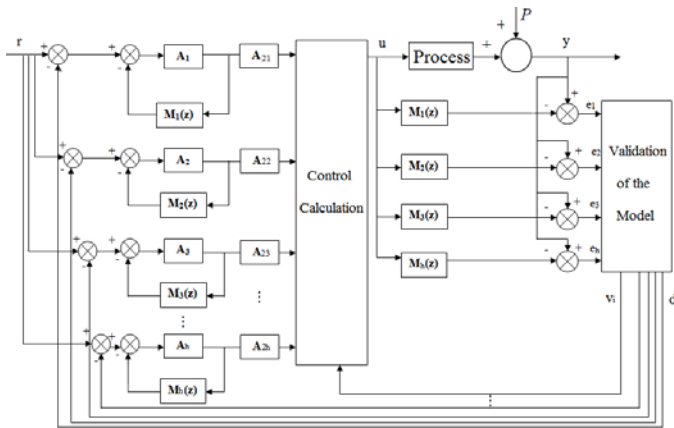 r
A1
A21
M1(z)
A2
A22
M2(z)
A3
A23
M3(z)
Ah
A2h
Mh(z)
Control
Calculation
u
Process
P
y
M1(z)
M2(z)
M3(z)
Mh(z)
e1
e2
e3
eh
Validation
of the
Model
vi
d